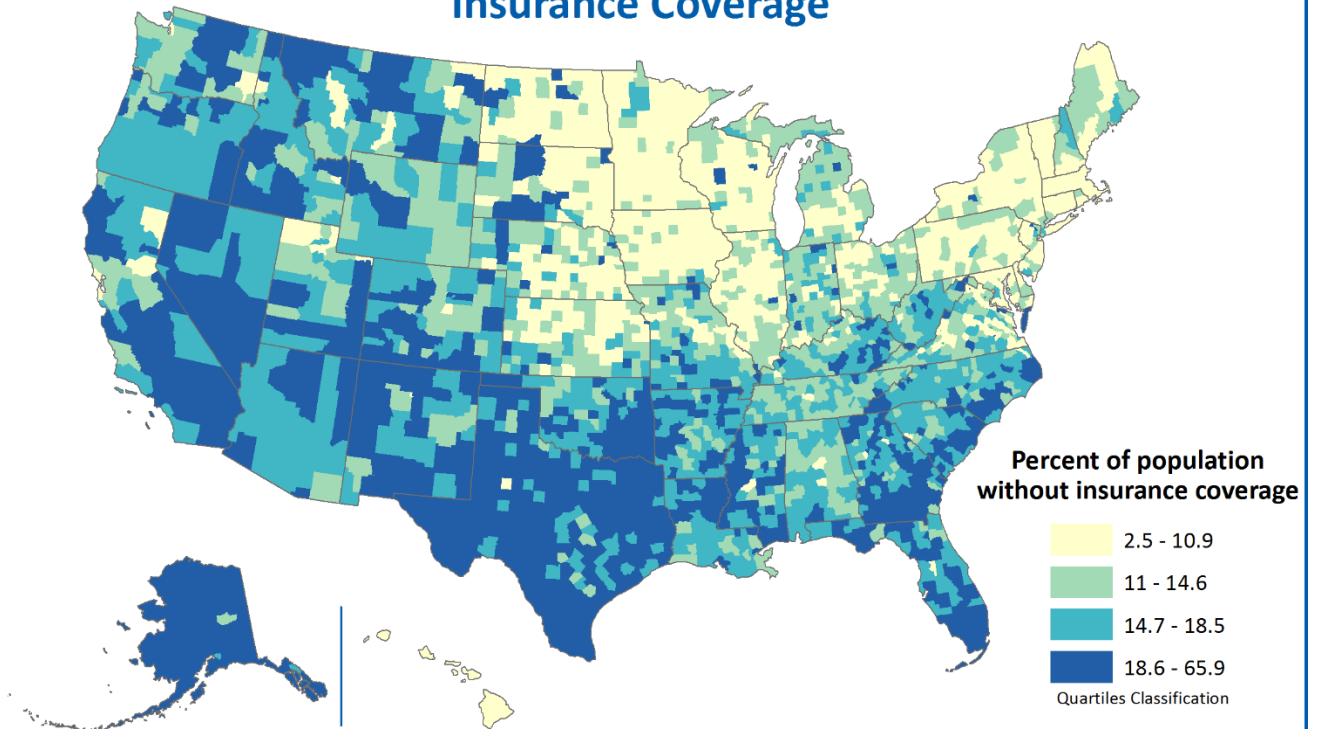 Insurance Coverage
Percent of population
without insurance coverage
2.5 - 10.9
11 - 14.6
14.7 - 18.5
18.6 - 65.9
Quartiles Classification